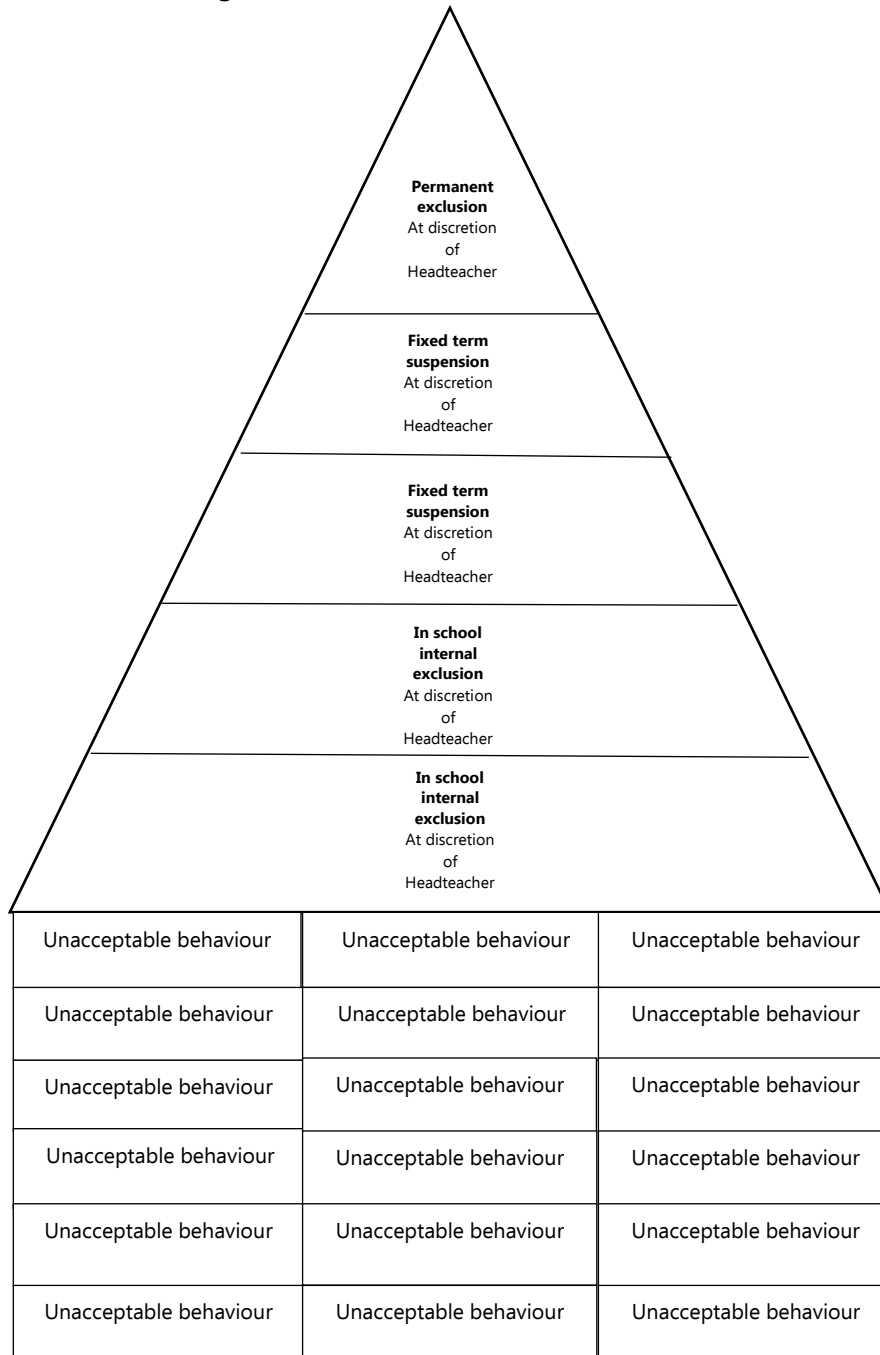 Permanent
exclusion
At discretion
of
Headteacher
Fixed term
suspension
At discretion
of
Headteacher
Fixed term
suspension
At discretion
of
Headteacher
In school
internal
exclusion
At discretion
of
Headteacher
In school
internal
exclusion
At discretion
of
Headteacher
Unacceptable behaviour Unacceptable behaviour Unacceptable behaviour
Unacceptable behaviour Unacceptable behaviour Unacceptable behaviour
Unacceptable behaviour Unacceptable behaviour Unacceptable behaviour
Unacceptable behaviour Unacceptable behaviour Unacceptable behaviour
Unacceptable behaviour Unacceptable behaviour Unacceptable behaviour
Unacceptable behaviour Unacceptable behaviour Unacceptable behaviour